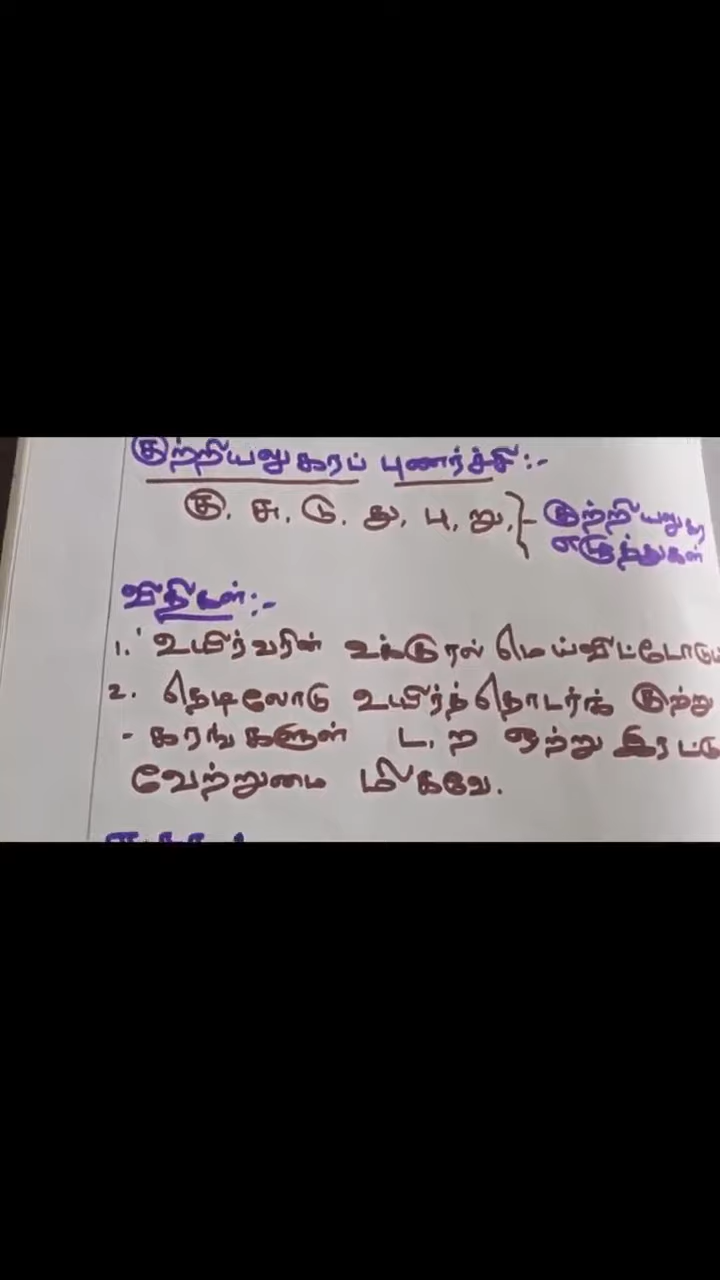 குற்றியலுகரப் புணர்ச்சி:-
கு. சு. டு. து. பு. று. } - குற்றியலுகர
எழுத்துகள்
விதிகள்:-
1. உயிர்வரின் உக்குறல் மெய்விட்டோடும்
2. நெடிலோடு உயிர்த்தொடர்ங் குற்று
- கரங்களுள் ட, ற ஒற்று இரட்டு
வேற்றுமை மிகவே.